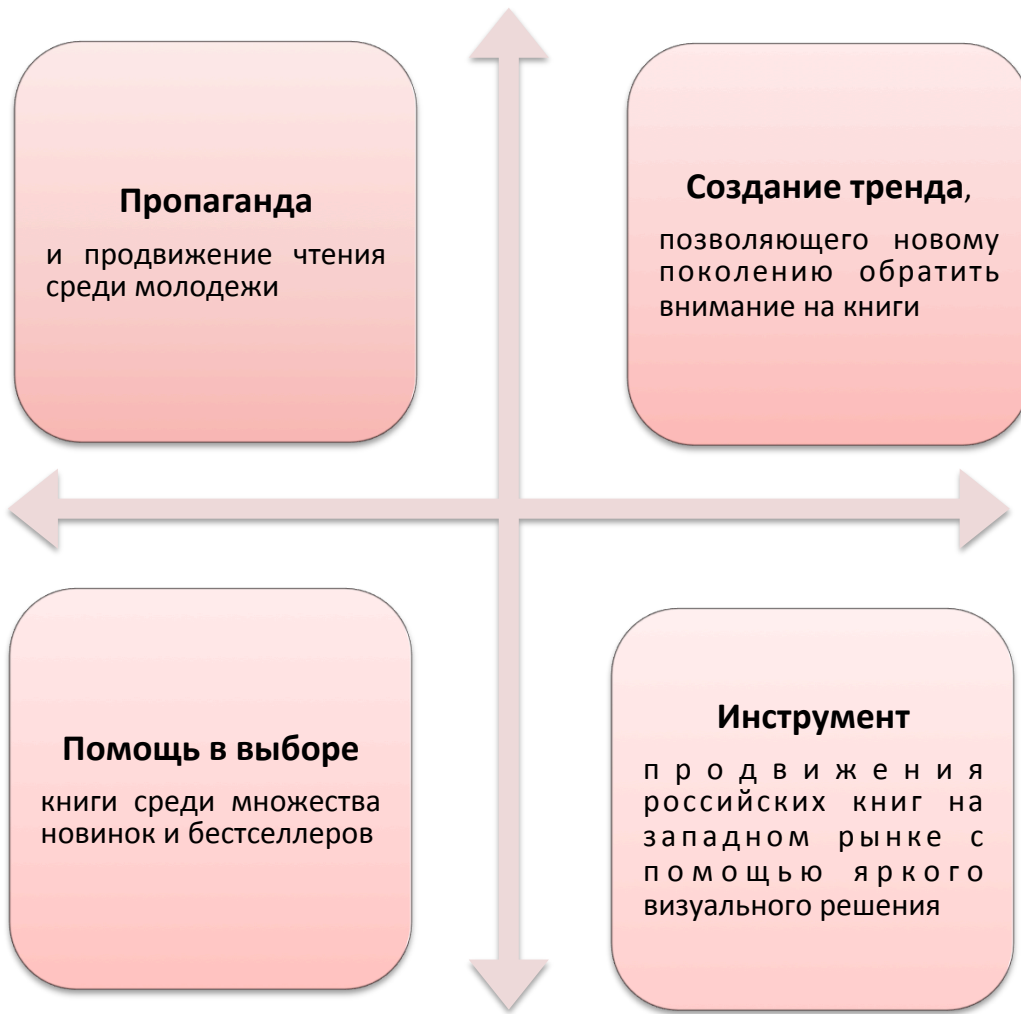 Пропаганда
и продвижение чтения
среди молодежи
Создание тренда,
позволяющего новому
поколению обратить
внимание на книги
Помощь в выборе
книги среди множества
новинок и бестселлеров
Инструмент
продвижения
российских книг на
западном рынке с
помощью яркого
визуального решения